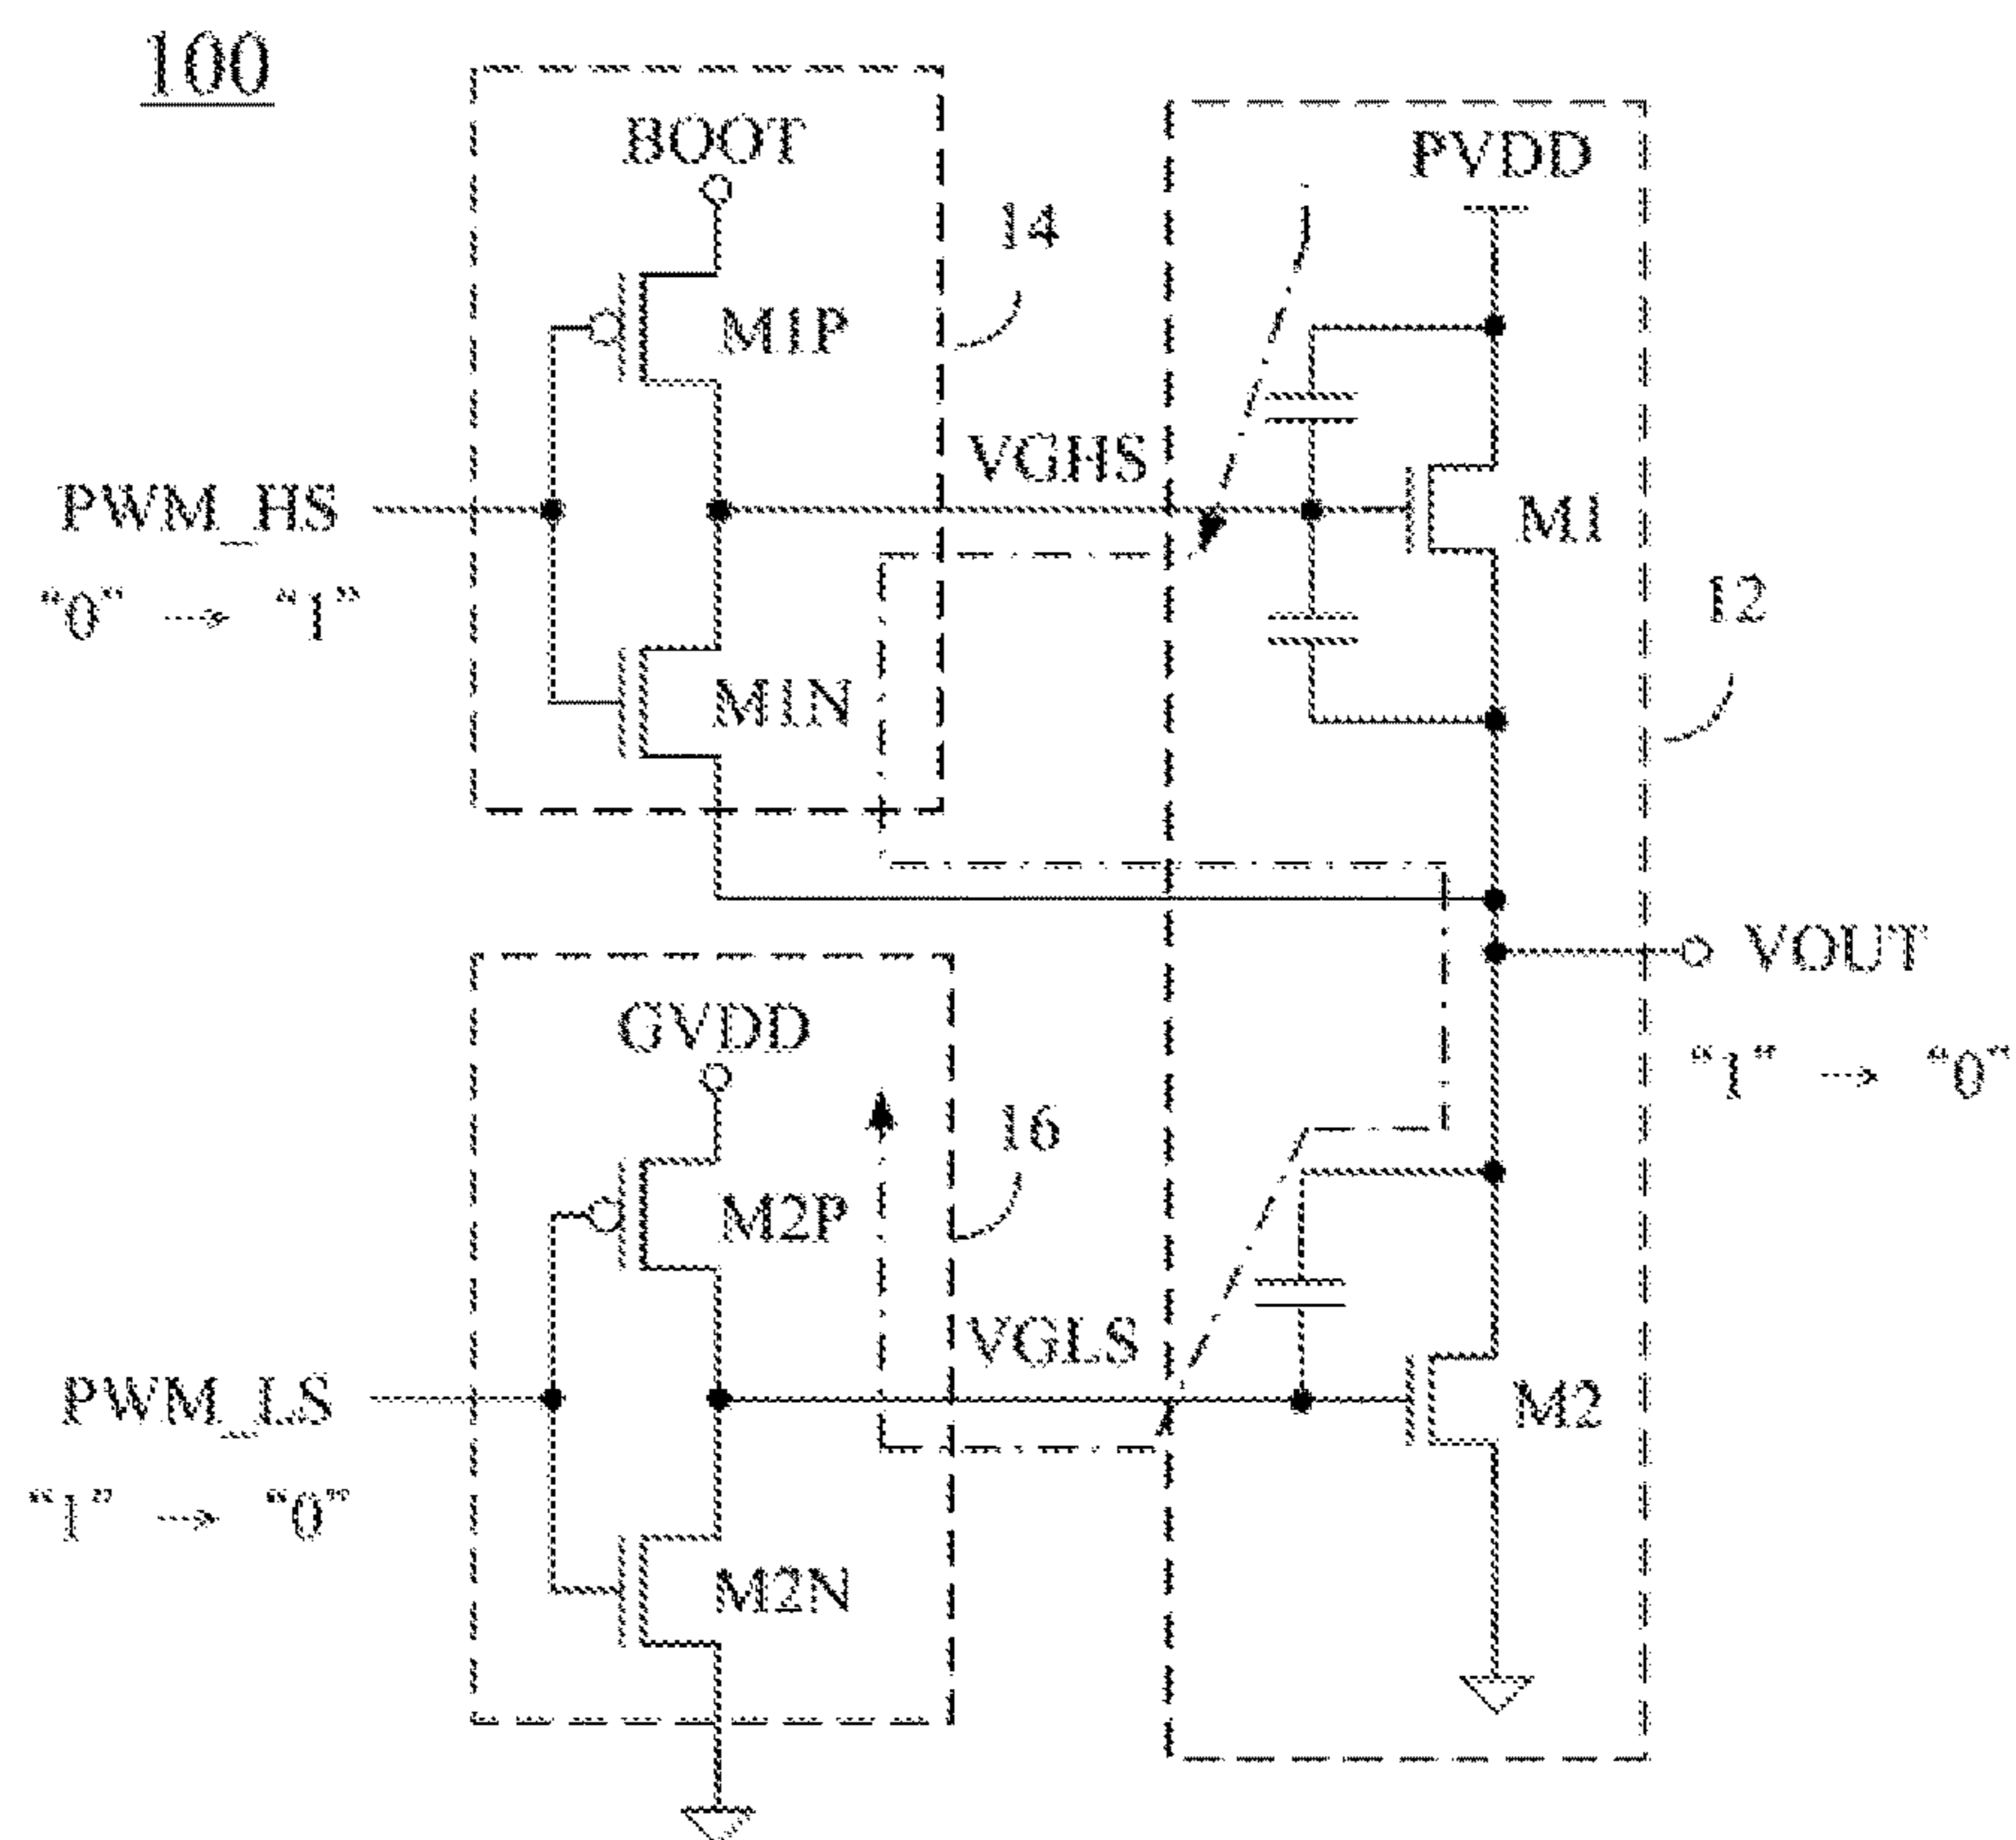 100
BOOT
PVDD
14
M1P
VGHS
PWM_HS
M1
"0" → "1"
12
M1N
VOUT
GVDD
"1" → "0"
16
M2P
VGLS
PWM_LS
M2
"1" → "0"
M2N